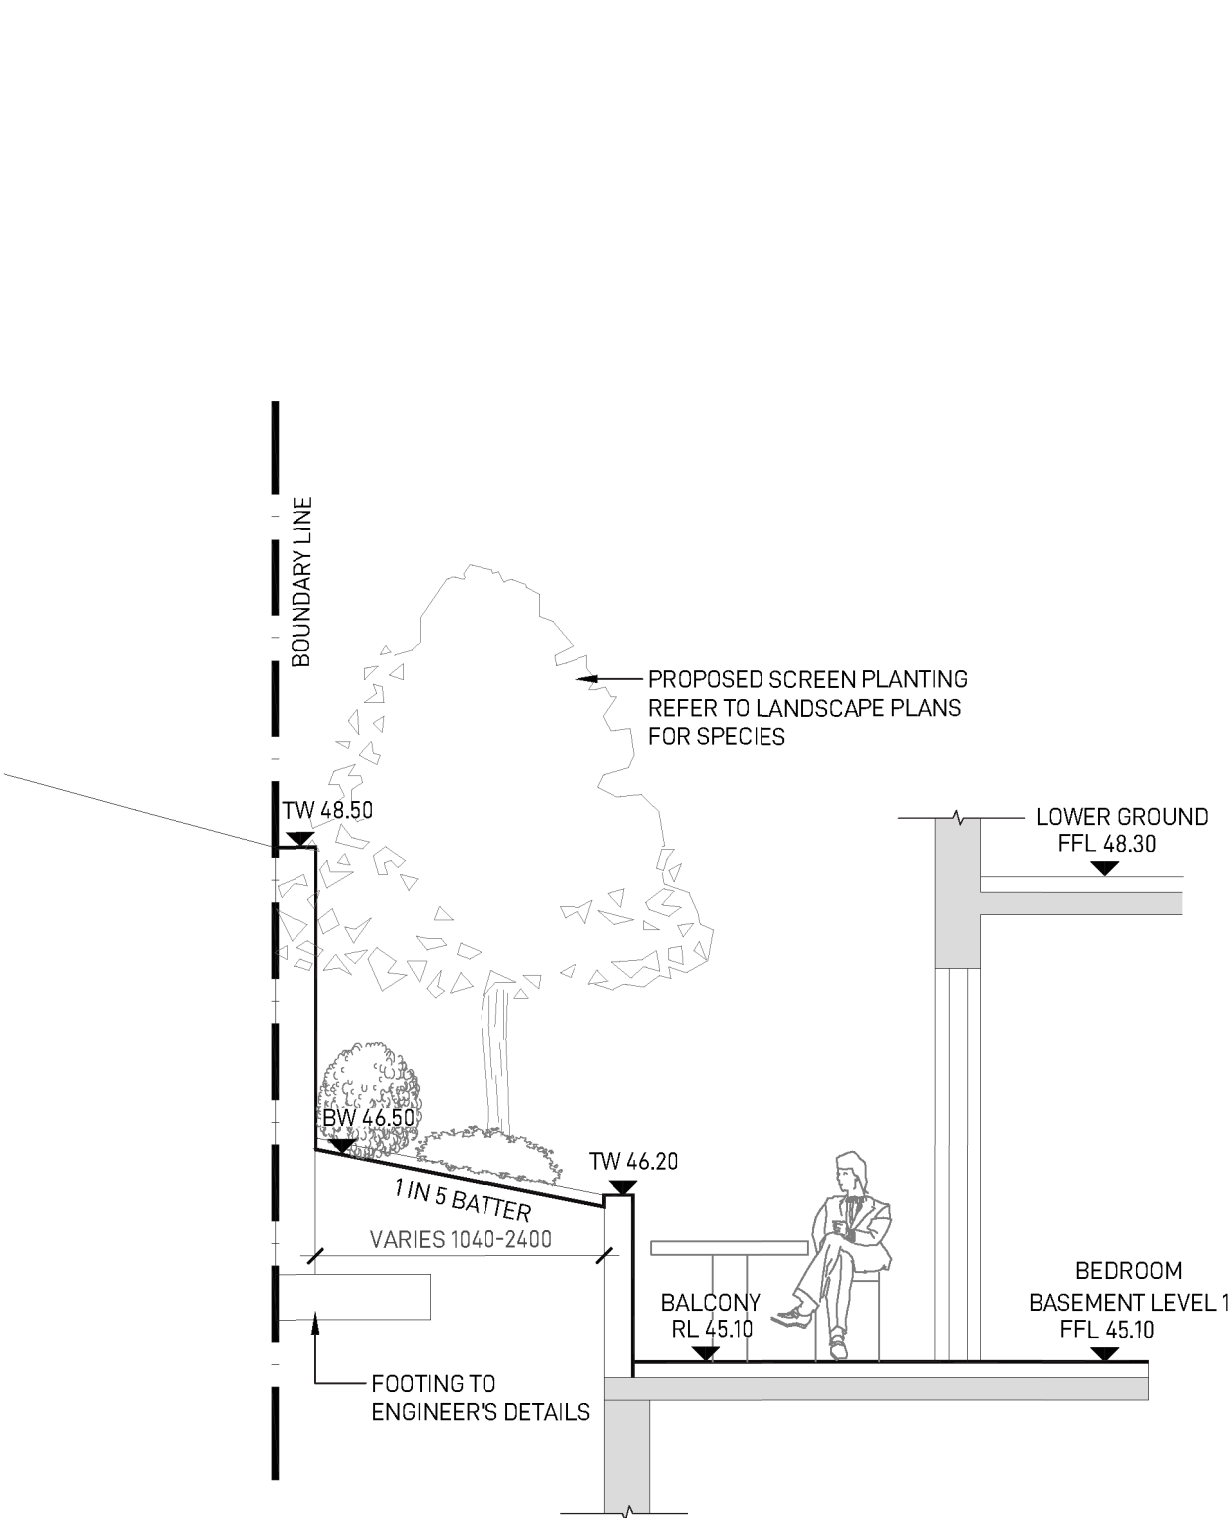 BOUNDARY LINE
PROPOSED SCREEN PLANTING
REFER TO LANDSCAPE PLANS
FOR SPECIES
TW 48.50
LOWER GROUND
FFL 48.30
BW 46.50
TW 46.20
1 IN 5 BATTER
VARIES 1040-2400
BALCONY
RL 45.10
BEDROOM
BASEMENT LEVEL 1
FFL 45.10
FOOTING TO
ENGINEER'S DETAILS